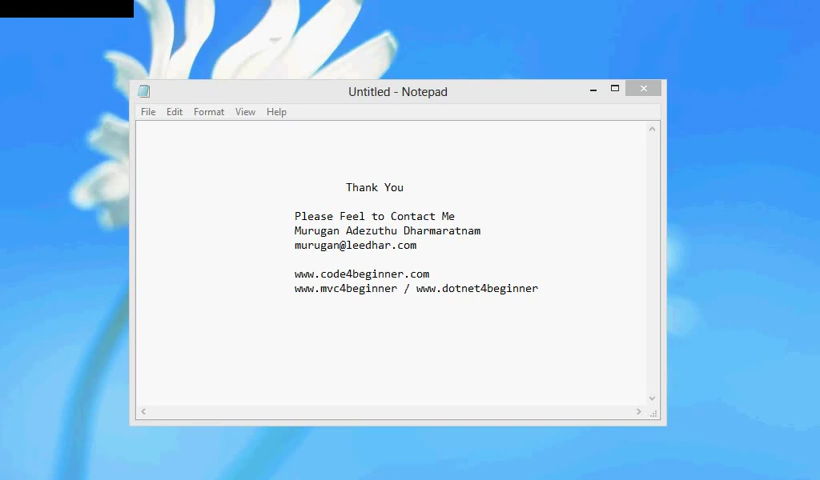 Untitled - Notepad
File Edit Format View Help
Thank You
Please Feel to Contact Me
Murugan Adezuthu Dharmaratnam
murugan@leedhar.com
www.code4beginner.com
www.mvc4beginner / www.dotnet4beginner